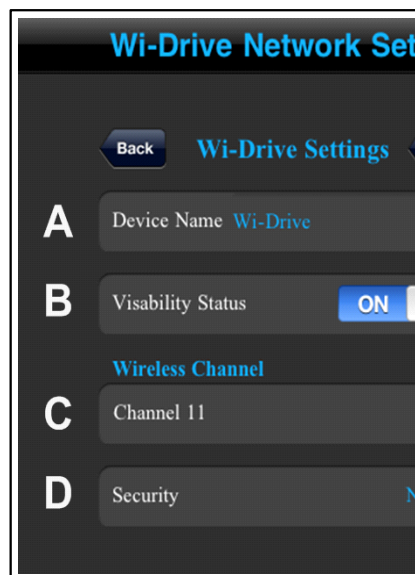 Wi-Drive Network Set
Back Wi-Drive Settings
A Device Name Wi-Drive
B Visability Status ON
Wireless Channel
C Channel 11
D Security N